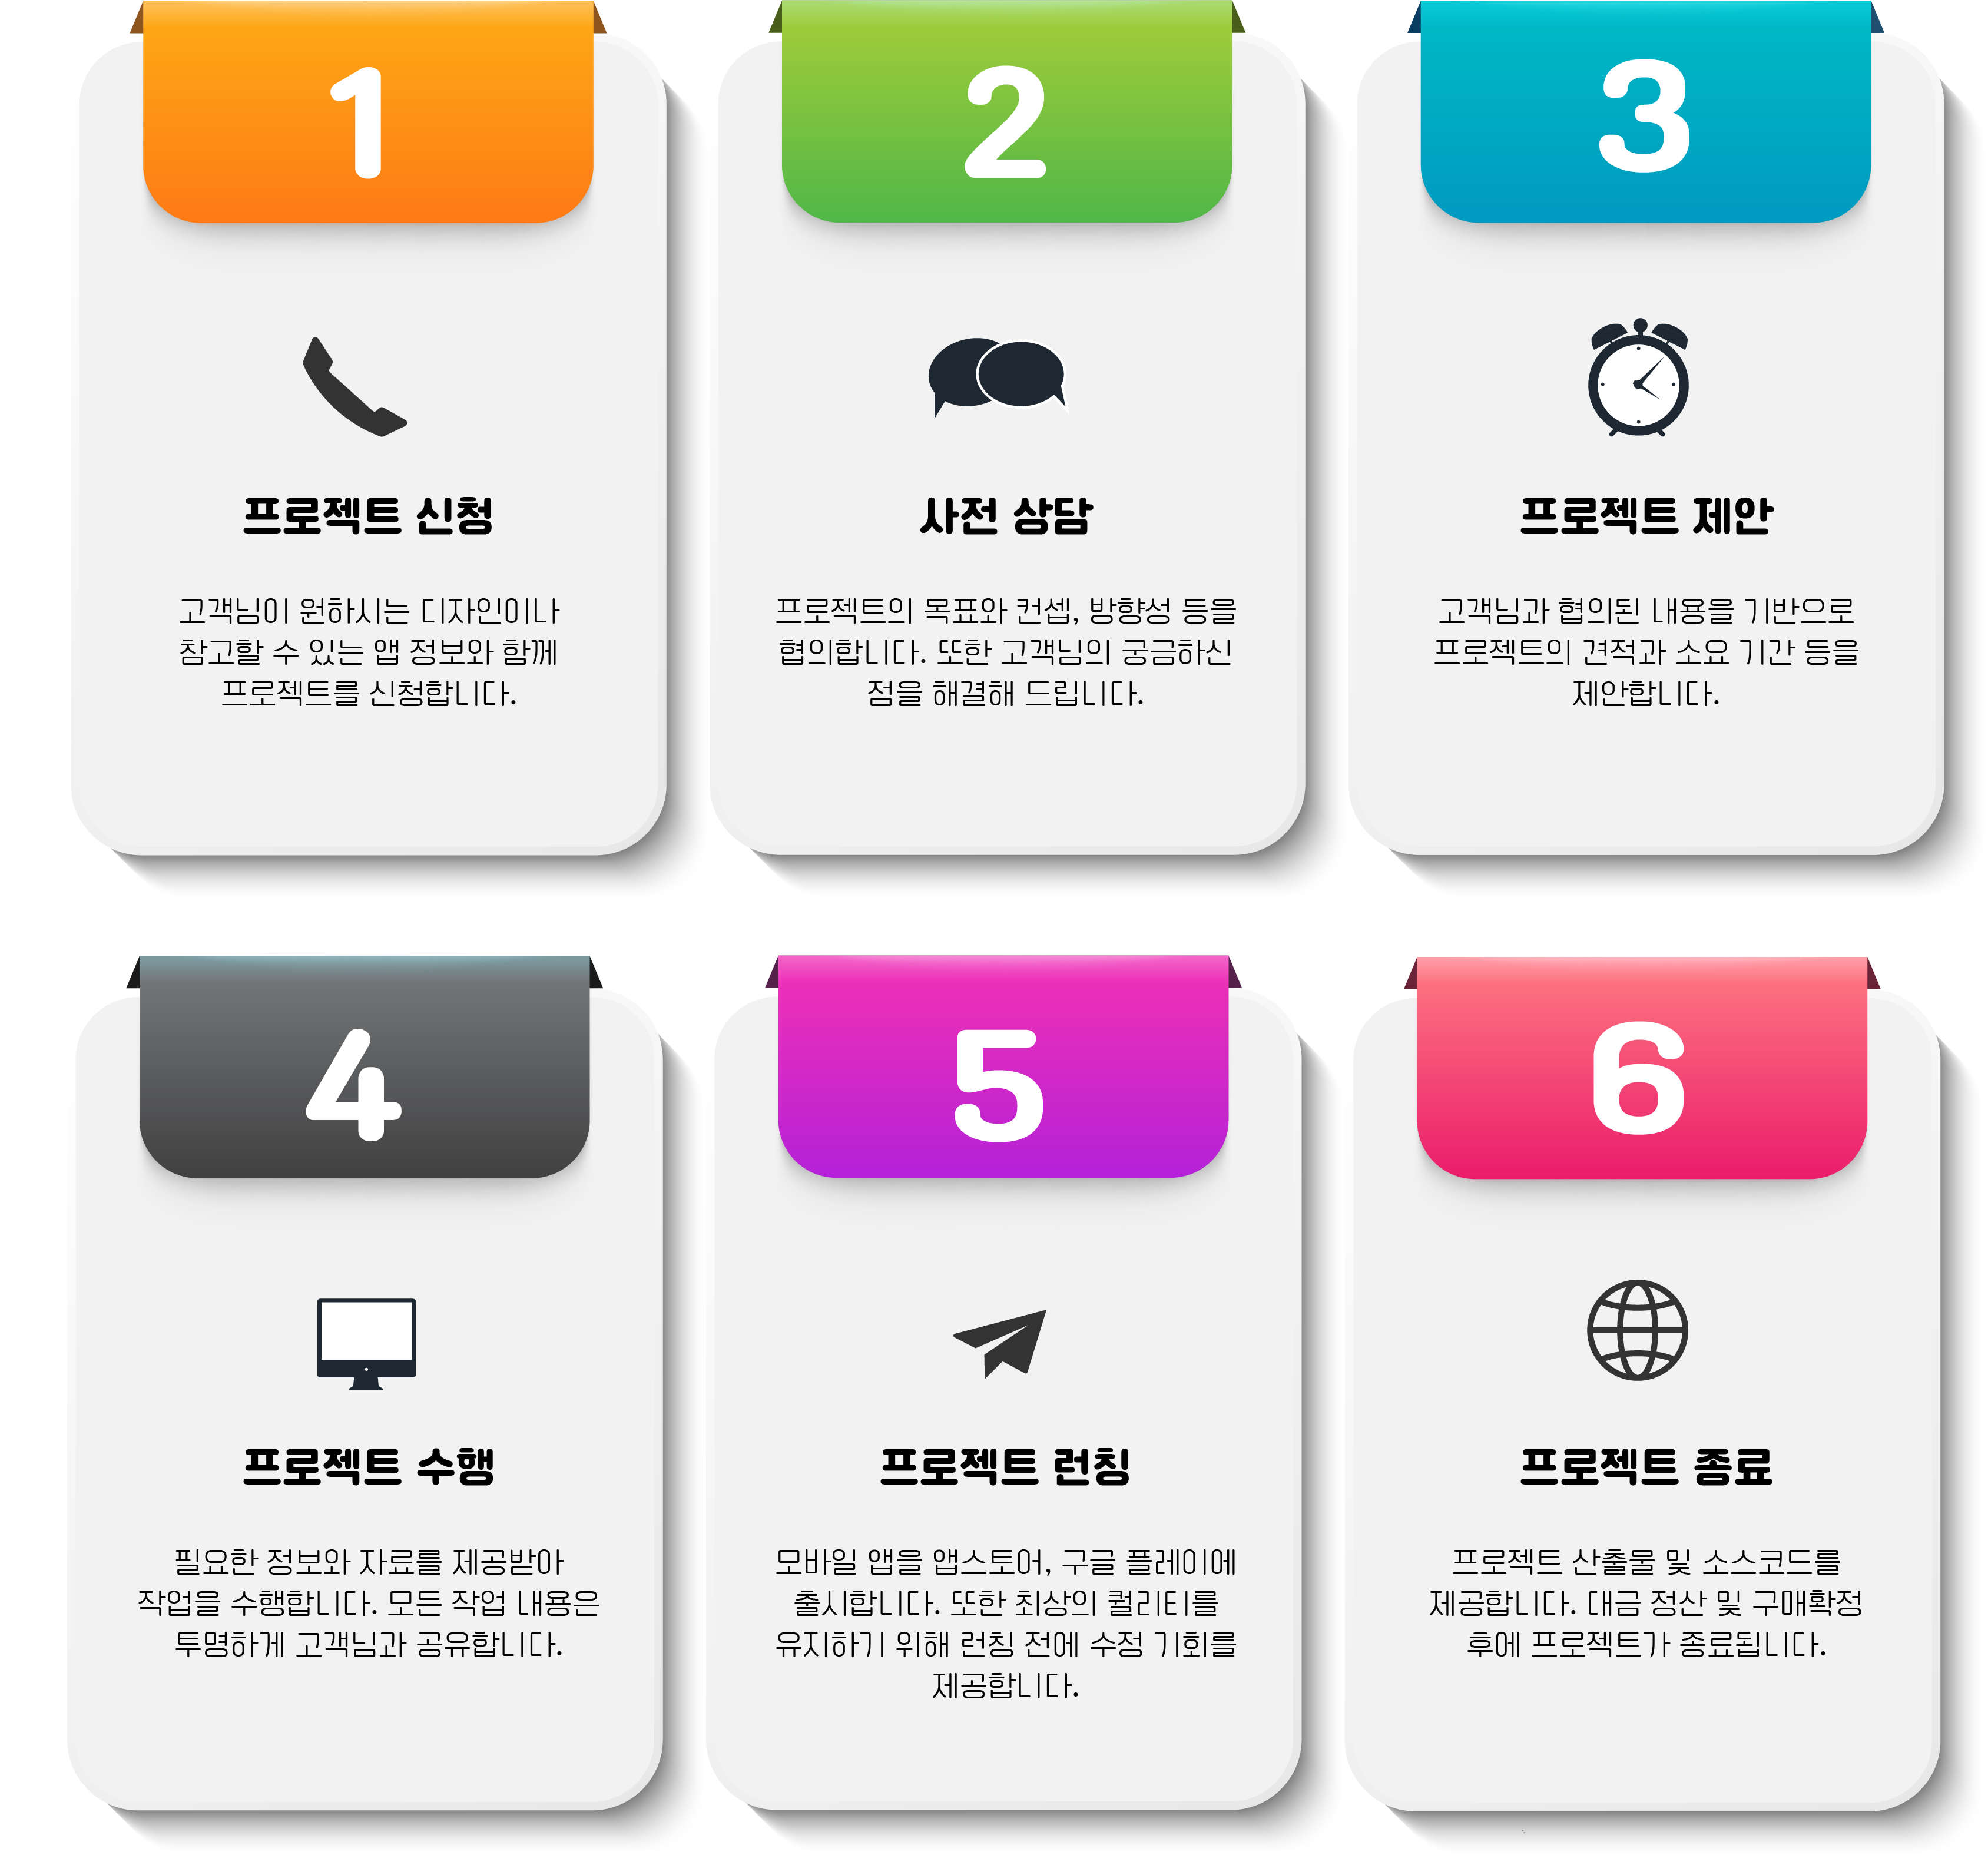 1
프로젝트 신청
고객님이 원하시는 디자인이나
참고할 수 있는 앱 정보와 함께
프로젝트를 신청합니다.
2
사전 상담
프로젝트의 목표와 컨셉, 방향성 등을
협의합니다. 또한 고객님의 궁금하신
점을 해결해 드립니다.
3
프로젝트 제안
고객님과 협의된 내용을 기반으로
프로젝트의 견적과 소요 기간 등을
제안합니다.
4
프로젝트 수행
필요한 정보와 자료를 제공받아
작업을 수행합니다. 모든 작업 내용은
투명하게 고객님과 공유합니다.
5
프로젝트 런칭
모바일 앱을 앱스토어, 구글 플레이에
출시합니다. 또한 최상의 퀄리티를
유지하기 위해 런칭 전에 수정 기회를
제공합니다.
6
프로젝트 종료
프로젝트 산출물 및 소스코드를
제공합니다. 대금 정산 및 구매확정
후에 프로젝트가 종료됩니다.